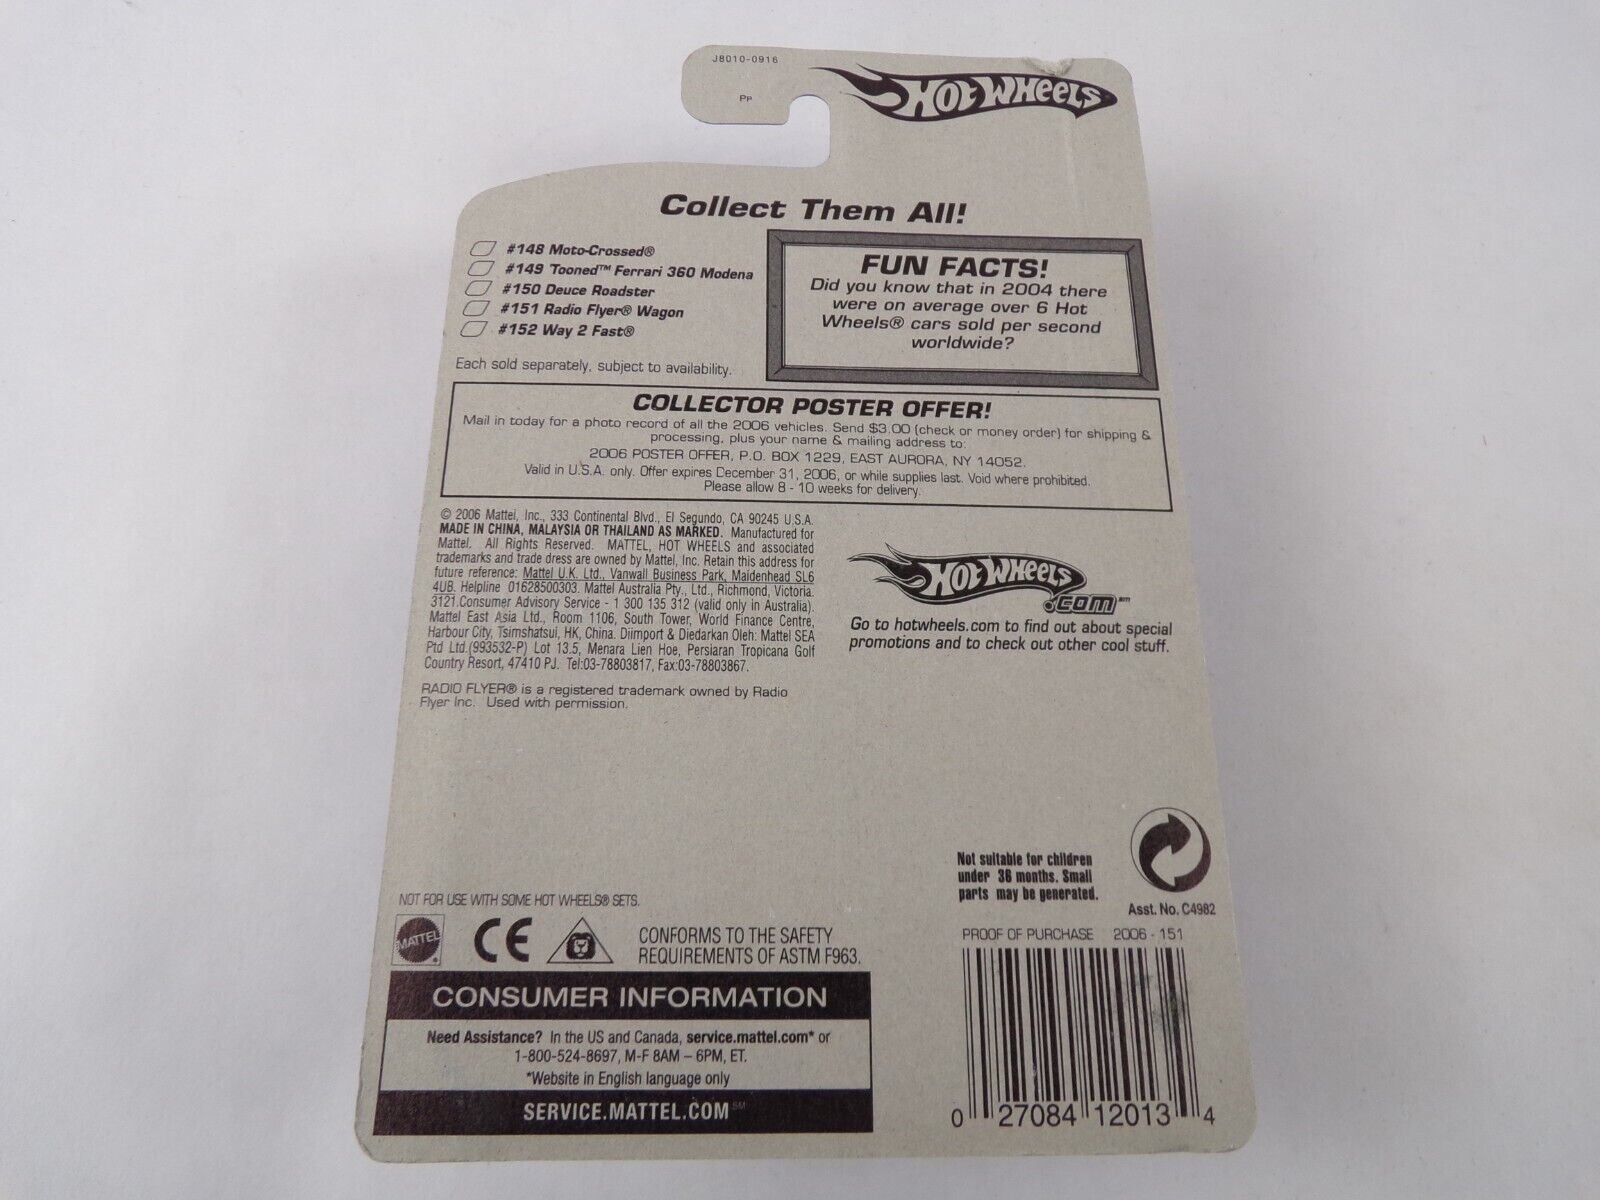 J8010-0916
PP
HOT WHEELS
Collect Them All!
#148 Moto-Crossed®
#149 Tooned™ Ferrari 360 Modena
#150 Deuce Roadster
#151 Radio Flyer® Wagon
#152 Way 2 Fast®
Each sold separately, subject to availability.
FUN FACTS!
Did you know that in 2004 there
were on average over 6 Hot
Wheels® cars sold per second
worldwide?
COLLECTOR POSTER OFFER!
Mail in today for a photo record of all the 2006 vehicles. Send $3.00 (check or money order) for shipping &
processing, plus your name & mailing address to:
2006 POSTER OFFER, P.O. BOX 1229, EAST AURORA, NY 14052.
Valid in U.S.A. only. Offer expires December 31, 2006, or while supplies last. Void where prohibited.
Please allow 8 - 10 weeks for delivery.
© 2006 Mattel, Inc., 333 Continental Blvd., El Segundo, CA 90245 U.S.A.
MADE IN CHINA, MALAYSIA OR THAILAND AS MARKED. Manufactured for
Mattel. All Rights Reserved. MATTEL, HOT WHEELS and associated
trademarks and trade dress are owned by Mattel, Inc. Retain this address for
future reference: Mattel U.K. Ltd., Vanwall Business Park, Maidenhead SL6
4UB. Helpline 01628500303. Mattel Australia Pty., Ltd., Richmond, Victoria.
3121.Consumer Advisory Service - 1 300 135 312 (valid only in Australia).
Mattel East Asia Ltd., Room 1106, South Tower, World Finance Centre,
Harbour City, Tsimshatsui, HK, China. Diimport & Diedarkan Oleh: Mattel SEA
Ptd Ltd.(993532-P) Lot 13.5, Menara Lien Hoe, Persiaran Tropicana Golf
Country Resort, 47410 PJ. Tel:03-78803817, Fax:03-78803867.
RADIO FLYER® is a registered trademark owned by Radio
Flyer Inc. Used with permission.
HOT WHEELS
.com℠
Go to hotwheels.com to find out about special
promotions and to check out other cool stuff.
Not suitable for children
under 36 months. Small
parts may be generated.
Asst. No. C4982
NOT FOR USE WITH SOME HOT WHEELS® SETS.
MATTEL®
CE
CONFORMS TO THE SAFETY
REQUIREMENTS OF ASTM F963.
CONSUMER INFORMATION
Need Assistance? In the US and Canada, service.mattel.com* or
1-800-524-8697, M-F 8AM – 6PM, ET.
*Website in English language only
SERVICE.MATTEL.COM℠
PROOF OF PURCHASE 2006 - 151
0 27084 12013 4